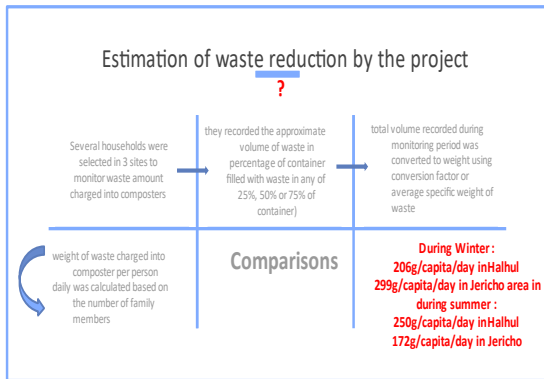 Estimation of waste reduction by the project
?
Several households were
selected in 3 sites to
monitor waste amount
charged into composters
they recorded the approximate
volume of waste in
percentage of container
filled with waste in any of
25%, 50% or 75% of
container)
total volume recorded during
monitoring period was
converted to weight using
conversion factor or
average specific weight of
waste
weight of waste charged into
composter per person
daily was calculated based on
the number of family
members
Comparisons
During Winter :
206g/capita/day inHalhul
299g/capita/day in Jericho area in
during summer :
250g/capita/day inHalhul
172g/capita/day in Jericho